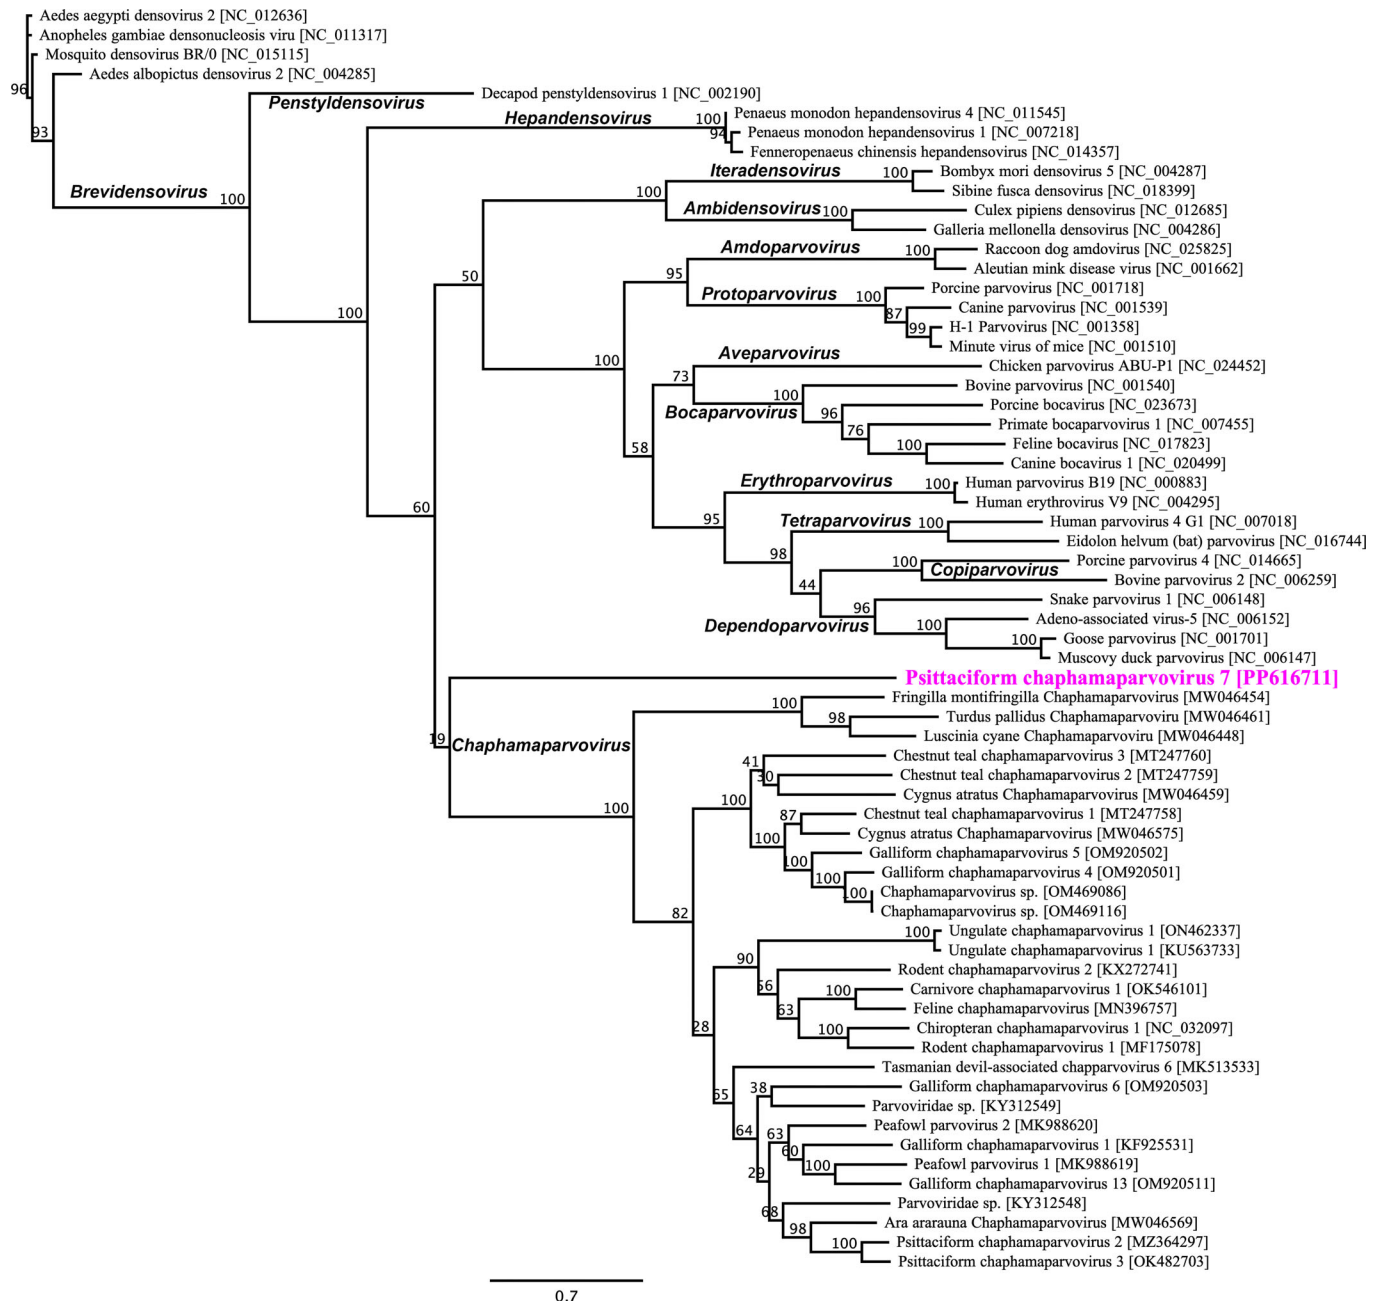 Aedes aegypti densovirus 2 [NC_012636]
Anopheles gambiae densonucleosis viru [NC_011317]
Mosquito densovirus BR/0 [NC_015115]
Aedes albopictus densovirus 2 [NC_004285]
96
93
Decapod penstyldensovirus 1 [NC_002190]
Penstyldensovirus
Penaeus monodon hepandensovirus 4 [NC_011545]
Hepandensovirus
100
94
Penaeus monodon hepandensovirus 1 [NC_007218]
Fenneropenaeus chinensis hepandensovirus [NC_014357]
Iteradensovirus
100
Bombyx mori densovirus 5 [NC_004287]
Brevidensovirus
100
100
Sibine fusca densovirus [NC_018399]
Ambidensovirus
100
Culex pipiens densovirus [NC_012685]
Galleria mellonella densovirus [NC_004286]
Amdoparvovirus
100
Raccoon dog amdovirus [NC_025825]
50
95
Aleutian mink disease virus [NC_001662]
Protoparvovirus
100
Porcine parvovirus [NC_001718]
87
Canine parvovirus [NC_001539]
100
99
H-1 Parvovirus [NC_001358]
Minute virus of mice [NC_001510]
100
Aveparvovirus
Chicken parvovirus ABU-P1 [NC_024452]
73
100
Bovine parvovirus [NC_001540]
Bocaparvovirus
96
Porcine bocavirus [NC_023673]
76
Primate bocaparvovirus 1 [NC_007455]
58
100
Feline bocavirus [NC_017823]
Canine bocavirus 1 [NC_020499]
Erythroparvovirus
100
Human parvovirus B19 [NC_000883]
60
95
Human erythrovirus V9 [NC_004295]
Tetraparvovirus
100
Human parvovirus 4 G1 [NC_007018]
98
Eidolon helvum (bat) parvovirus [NC_016744]
100
Copiparvovirus
Porcine parvovirus 4 [NC_014665]
44
Bovine parvovirus 2 [NC_006259]
96
Snake parvovirus 1 [NC_006148]
Dependoparvovirus
100
Adeno-associated virus-5 [NC_006152]
100
Goose parvovirus [NC_001701]
Muscovy duck parvovirus [NC_006147]
Psittaciform chaphamaparvovirus 7 [PP616711]
100
Fringilla montifringilla Chaphamaparvovirus [MW046454]
98
Turdus pallidus Chaphamaparvoviru [MW046461]
19
Chaphamaparvovirus
Luscinia cyane Chaphamaparvoviru [MW046448]
41
Chestnut teal chaphamaparvovirus 3 [MT247760]
30
Chestnut teal chaphamaparvovirus 2 [MT247759]
Cygnus atratus Chaphamaparvovirus [MW046459]
100
100
87
Chestnut teal chaphamaparvovirus 1 [MT247758]
100
Cygnus atratus Chaphamaparvovirus [MW046575]
100
Galliform chaphamaparvovirus 5 [OM920502]
100
Galliform chaphamaparvovirus 4 [OM920501]
100
Chaphamaparvovirus sp. [OM469086]
82
Chaphamaparvovirus sp. [OM469116]
100
Ungulate chaphamaparvovirus 1 [ON462337]
Ungulate chaphamaparvovirus 1 [KU563733]
90
Rodent chaphamaparvovirus 2 [KX272741]
56
100
Carnivore chaphamaparvovirus 1 [OK546101]
63
Feline chaphamaparvovirus [MN396757]
28
100
Chiropteran chaphamaparvovirus 1 [NC_032097]
Rodent chaphamaparvovirus 1 [MF175078]
Tasmanian devil-associated chapparvovirus 6 [MK513533]
55
38
Galliform chaphamaparvovirus 6 [OM920503]
Parvoviridae sp. [KY312549]
64
63
Peafowl parvovirus 2 [MK988620]
60
Galliform chaphamaparvovirus 1 [KF925531]
29
100
Peafowl parvovirus 1 [MK988619]
Galliform chaphamaparvovirus 13 [OM920511]
68
Parvoviridae sp. [KY312548]
98
Ara ararauna Chaphamaparvovirus [MW046569]
100
Psittaciform chaphamaparvovirus 2 [MZ364297]
Psittaciform chaphamaparvovirus 3 [OK482703]
0.7